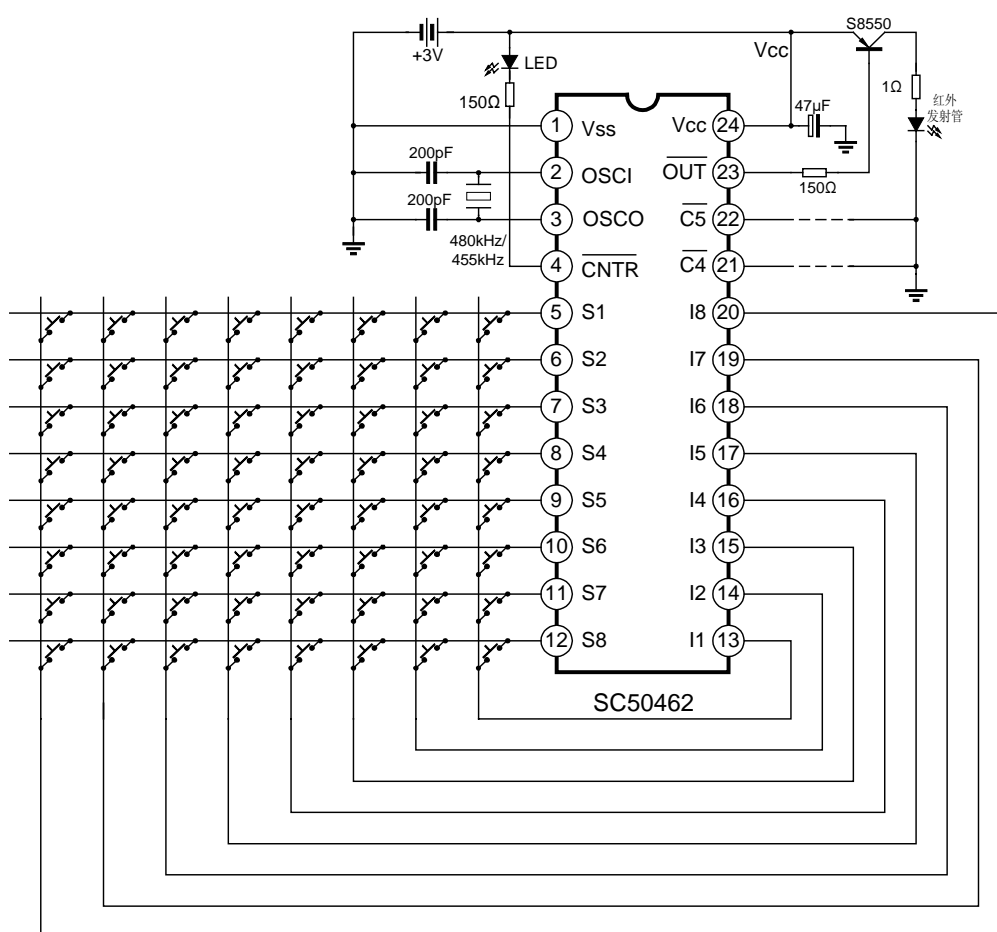 S8550
+3V
LED
Vcc
150Ω
1Ω
47μF
红外
发射管
1 Vss
Vcc 24
200pF
2 OSCI
OUT 23
150Ω
200pF
3 OSCO
C5 22
480kHz/
455kHz
4 CNTR
C4 21
5 S1
I8 20
6 S2
I7 19
7 S3
I6 18
8 S4
I5 17
9 S5
I4 16
10 S6
I3 15
11 S7
I2 14
12 S8
I1 13
SC50462